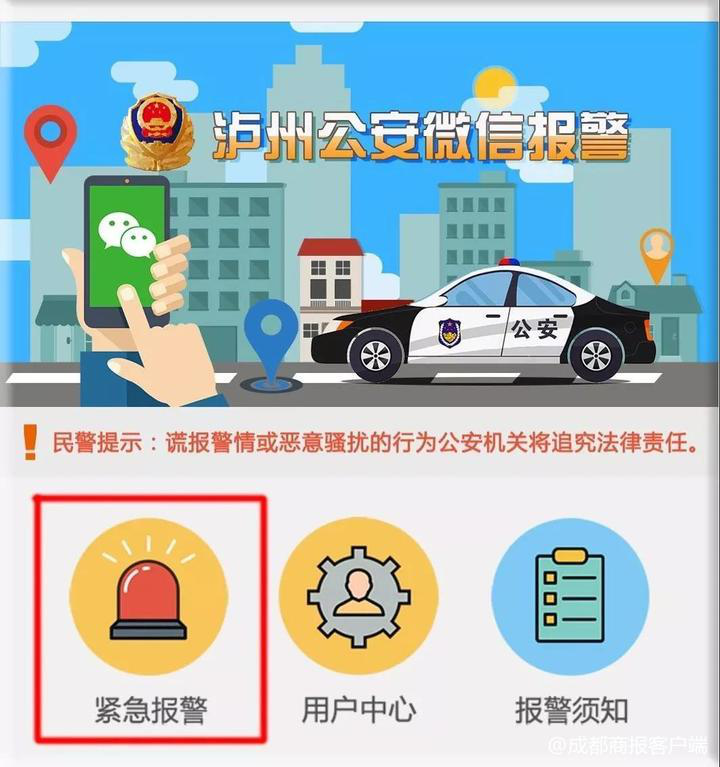 泸州公安微信报警
公安
民警提示：谎报警情或恶意骚扰的行为公安机关将追究法律责任。
紧急报警
用户中心
报警须知
@成都商报客户端